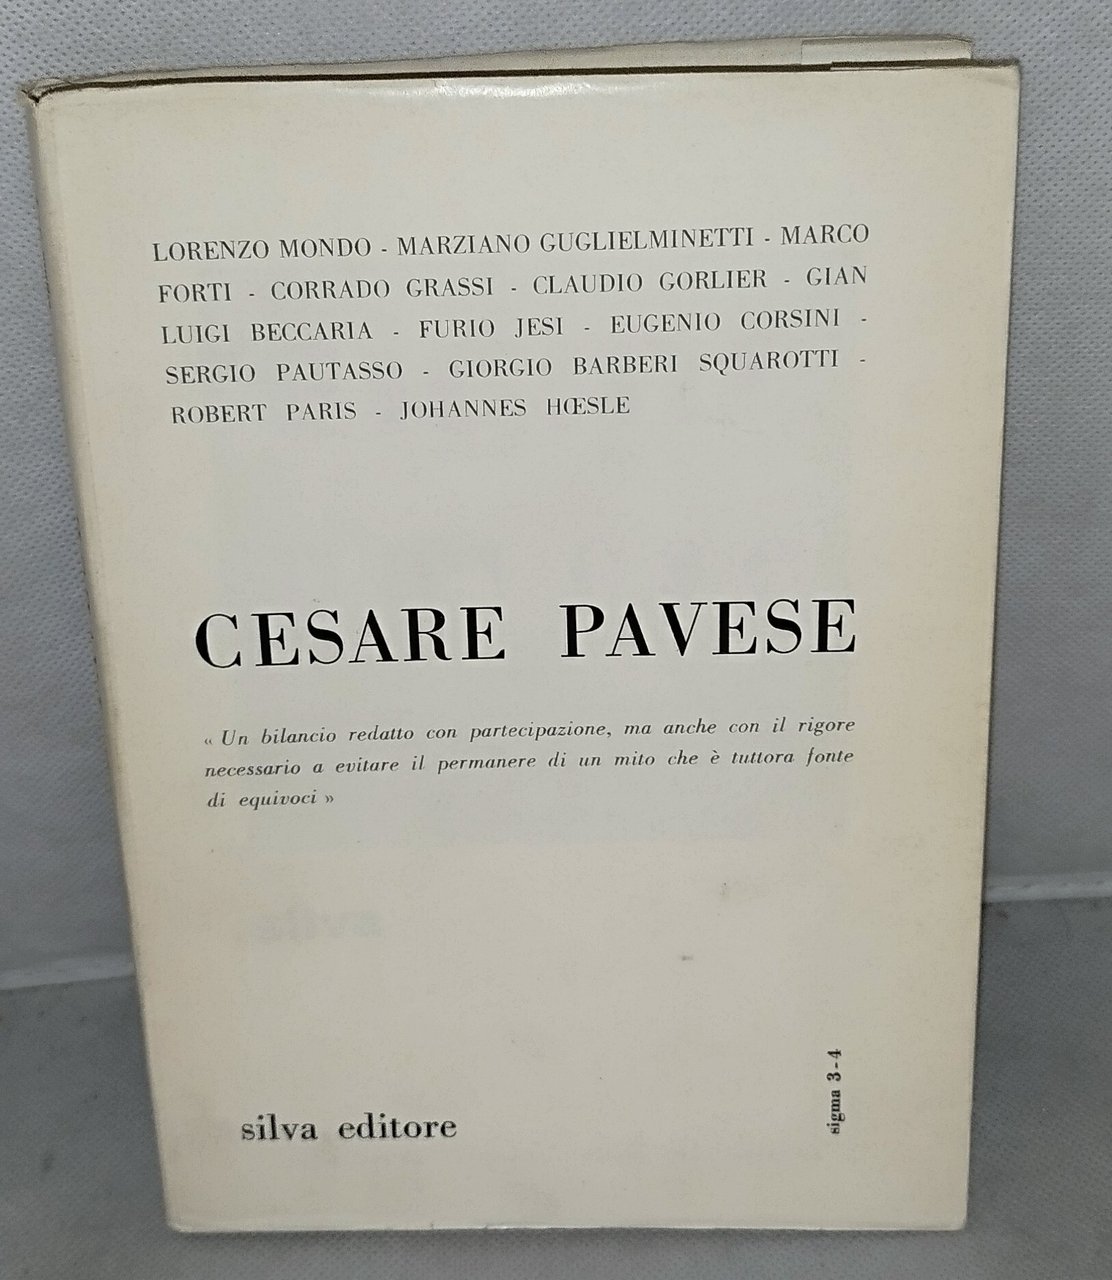 LORENZO MONDO - MARZIANO GUGLIELMINETTI - MARCO
FORTI - CORRADO GRASSI - CLAUDIO GORLIER - GIAN
LUIGI BECCARIA - FURIO JESI - EUGENIO CORSINI -
SERGIO PAUTASSO - GIORGIO BARBERI SQUAROTTI -
ROBERT PARIS - JOHANNES HŒSLE
CESARE PAVESE
« Un bilancio redatto con partecipazione, ma anche con il rigore
necessario a evitare il permanere di un mito che è tuttora fonte
di equivoci »
silva editore
sigma 3-4